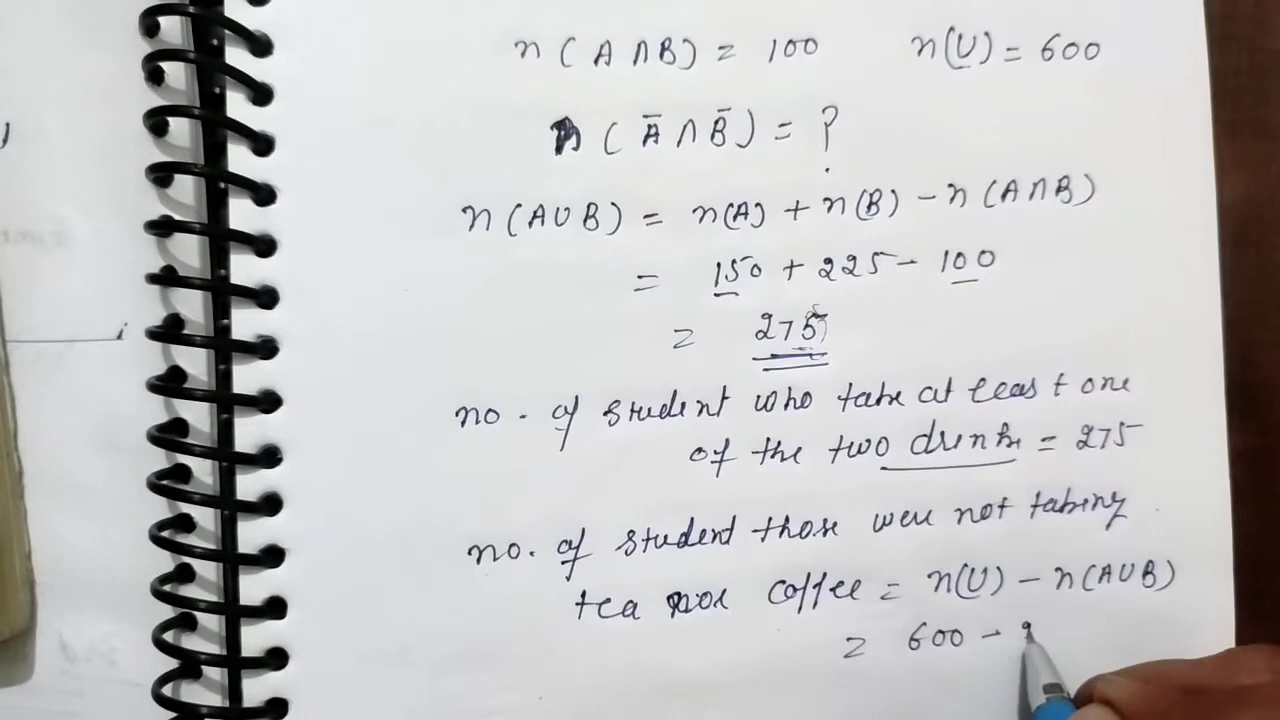 n(A∩B) = 100 n(U) = 600
n(Ā∩B̄) = ?
n(A∪B) = n(A) + n(B) - n(A∩B)
= 150 + 225 - 100
= 275
no. of student who take at least one
of the two drink = 275
no. of student those were not taking
tea nor coffee = n(U) - n(A∪B)
= 600 -